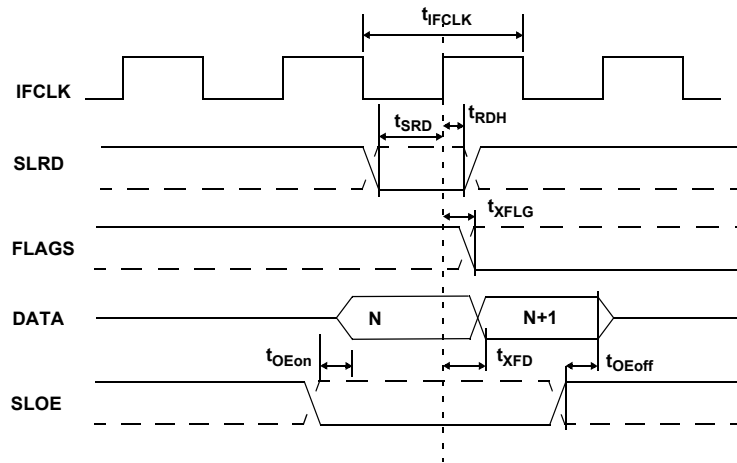 tIFCLK
IFCLK
tSRD
tRDH
SLRD
tXFLG
FLAGS
DATA
N
N+1
tOEon
tXFD
tOEoff
SLOE